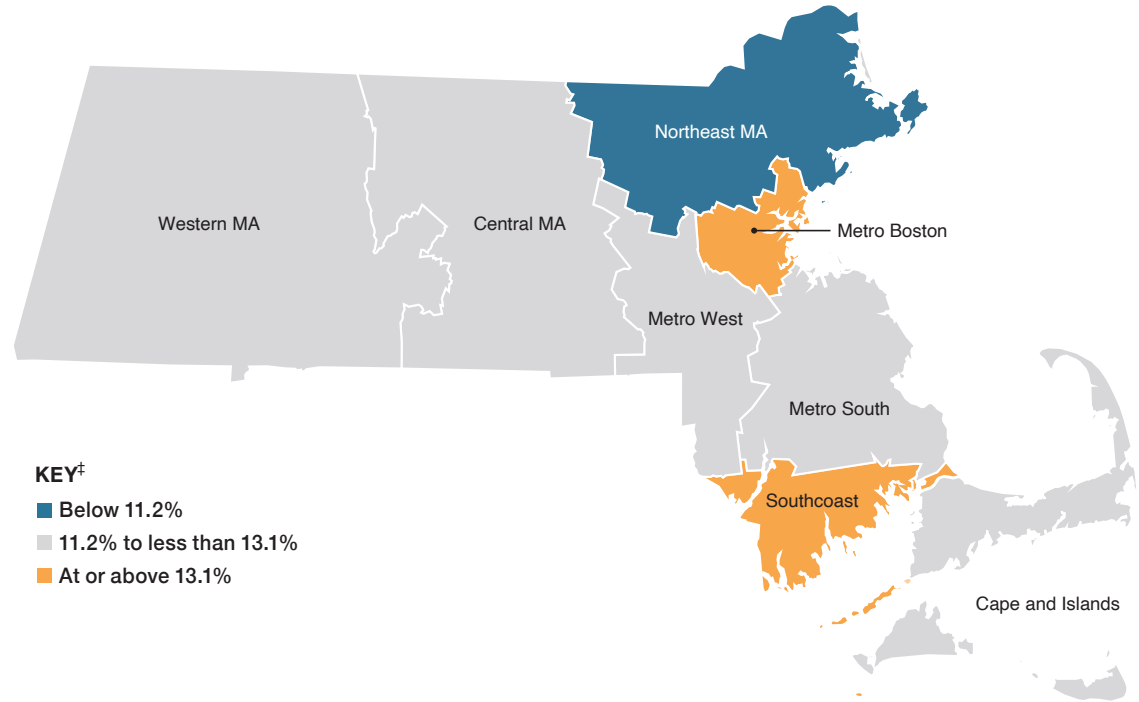 Northeast MA
Western MA
Central MA
Metro Boston
Metro West
Metro South
KEY‡
Below 11.2%
11.2% to less than 13.1%
At or above 13.1%
Southcoast
Cape and Islands